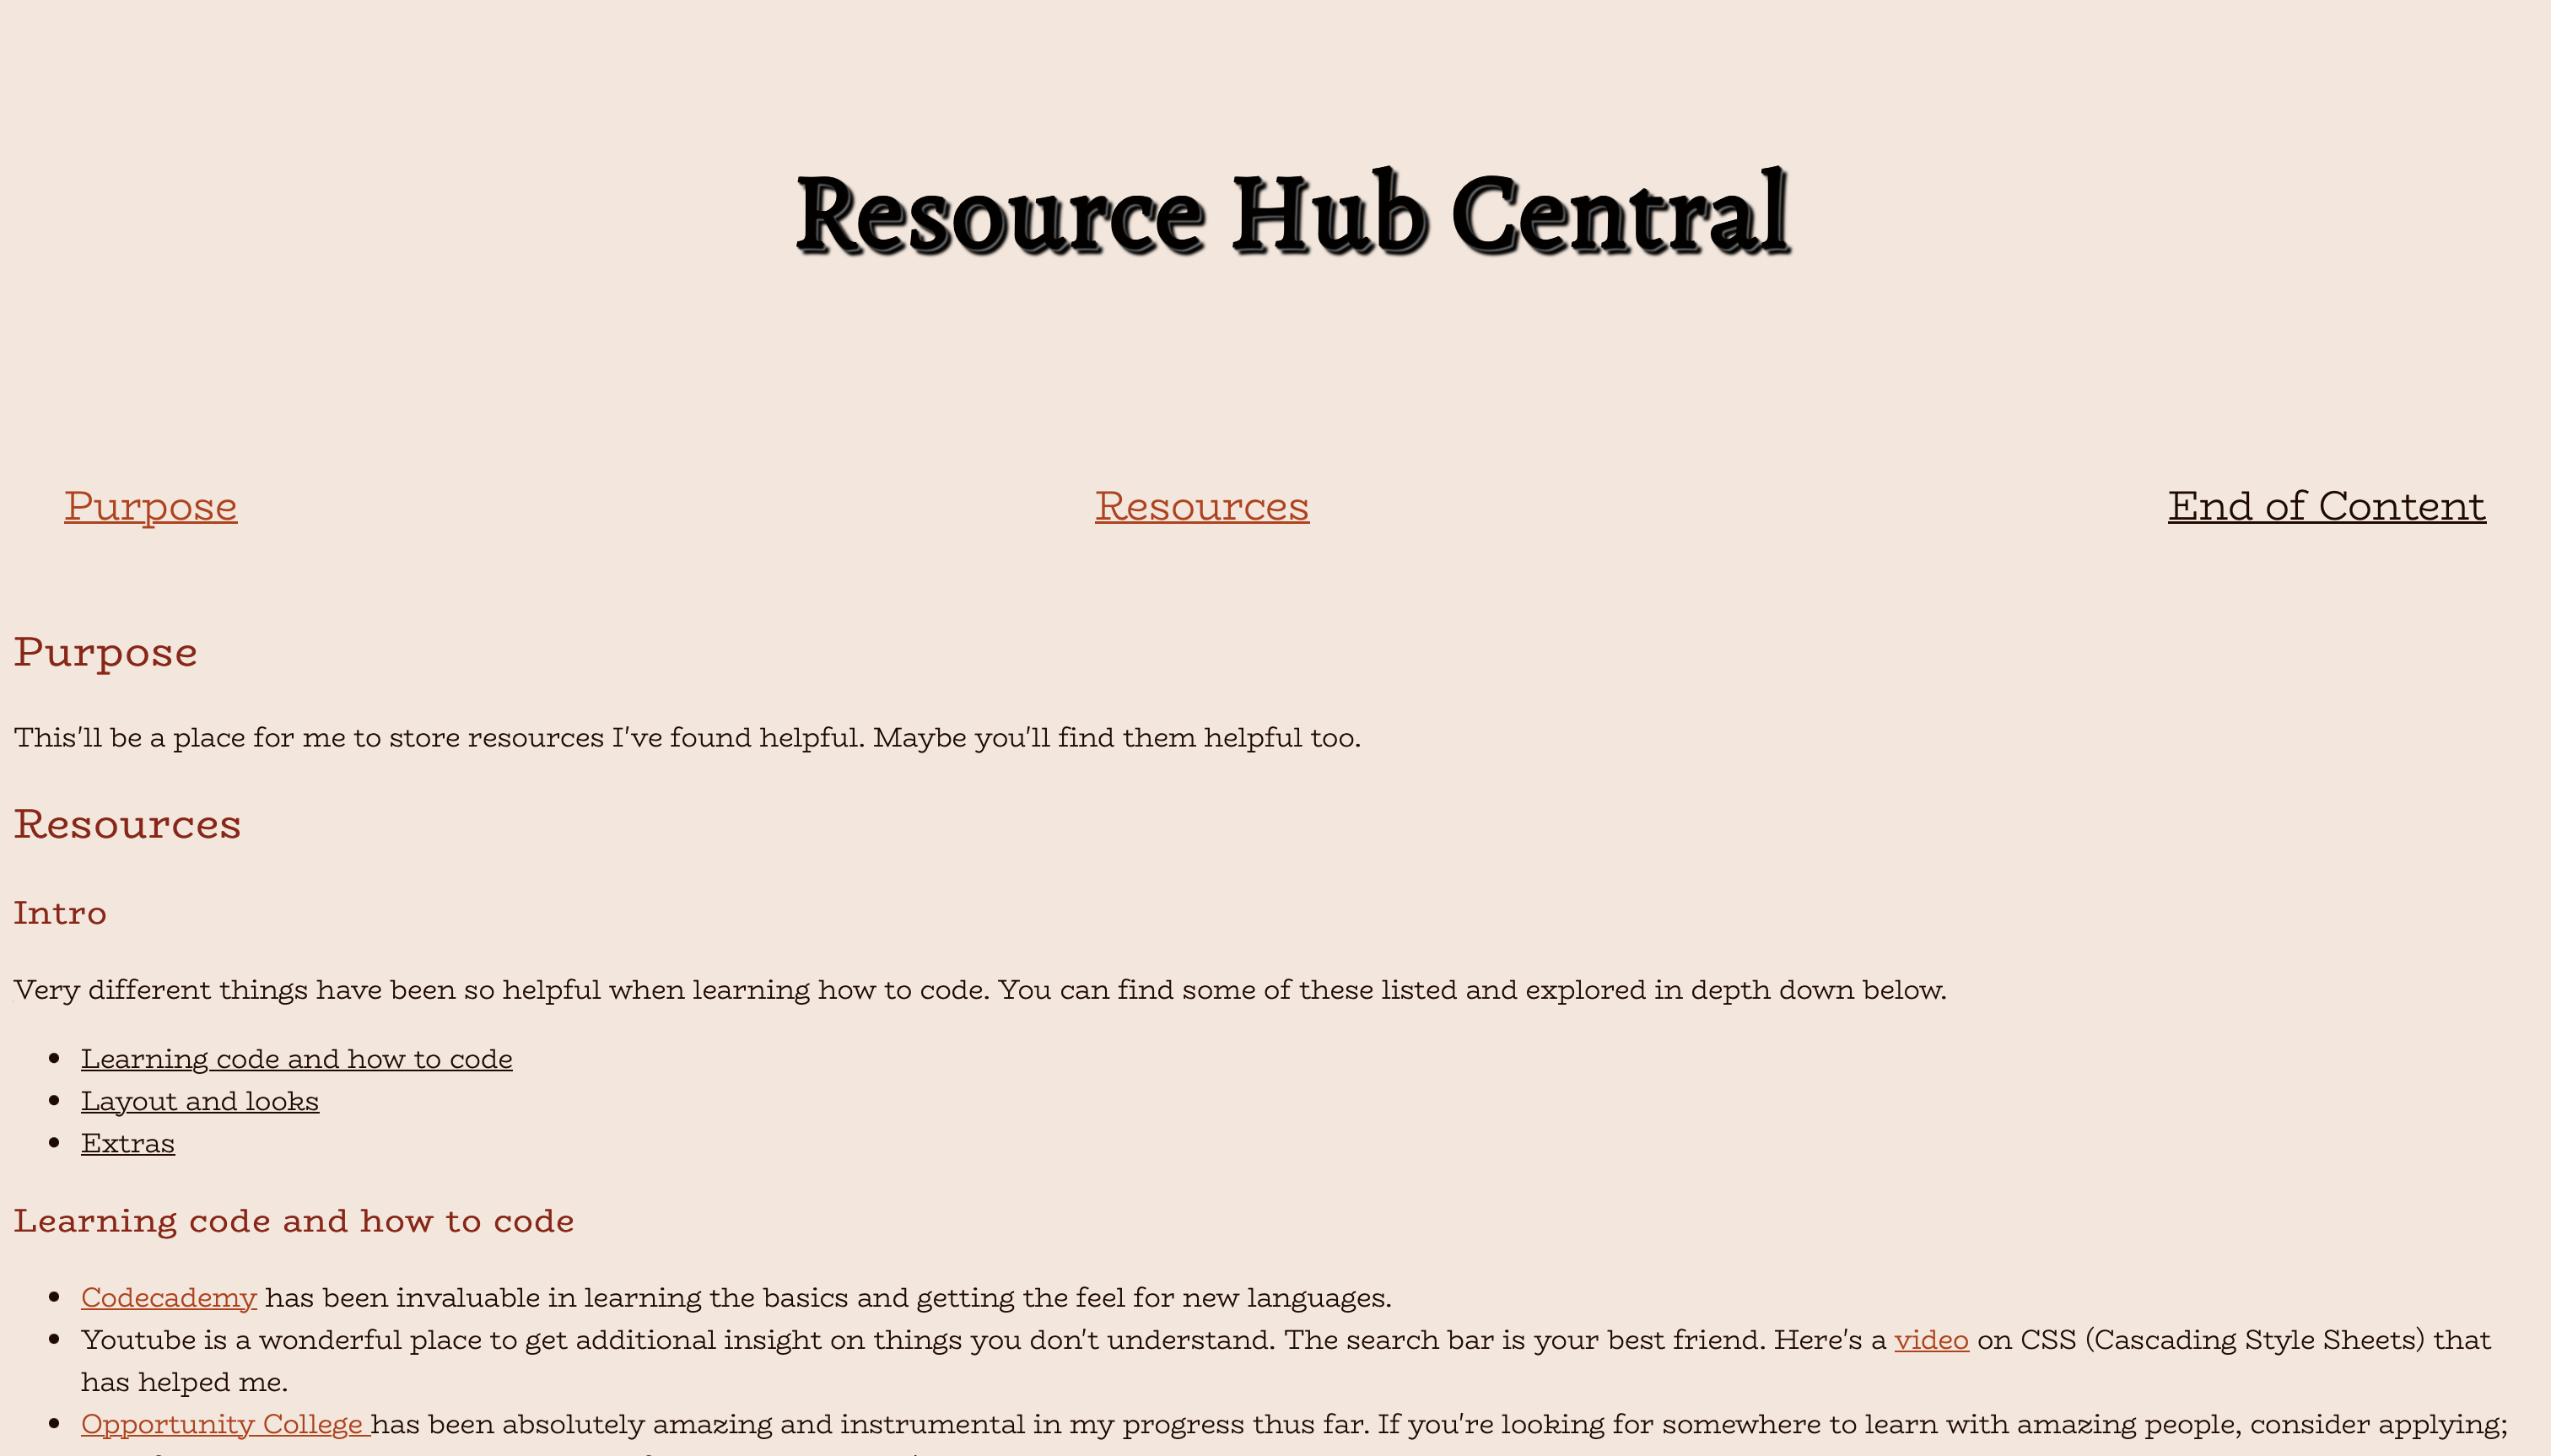 Resource Hub Central
Purpose
Resources
End of Content
Purpose
This'll be a place for me to store resources I've found helpful. Maybe you'll find them helpful too.
Resources
Intro
Very different things have been so helpful when learning how to code. You can find some of these listed and explored in depth down below.
Learning code and how to code
Layout and looks
Extras
Learning code and how to code
Codecademy has been invaluable in learning the basics and getting the feel for new languages.
Youtube is a wonderful place to get additional insight on things you don't understand. The search bar is your best friend. Here's a video on CSS (Cascading Style Sheets) that
has helped me.
Opportunity College has been absolutely amazing and instrumental in my progress thus far. If you're looking for somewhere to learn with amazing people, consider applying;